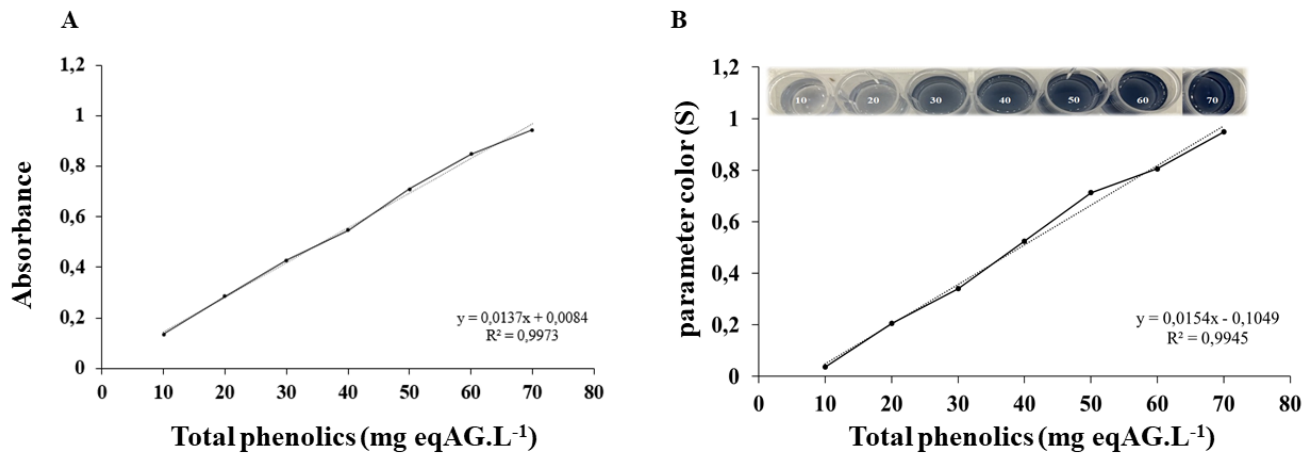 A
Absorbance
1,2
1
0,8
0,6
0,4
0,2
0
0 10 20 30 40 50 60 70 80
y = 0,0137x + 0,0084
R² = 0,9973
Total phenolics (mg eqAG.L⁻¹)
B
parameter color (S)
1,2
1
0,8
0,6
0,4
0,2
0
10 20 30 40 50 60 70
0 10 20 30 40 50 60 70 80
y = 0,0154x - 0,1049
R² = 0,9945
Total phenolics (mg eqAG.L⁻¹)